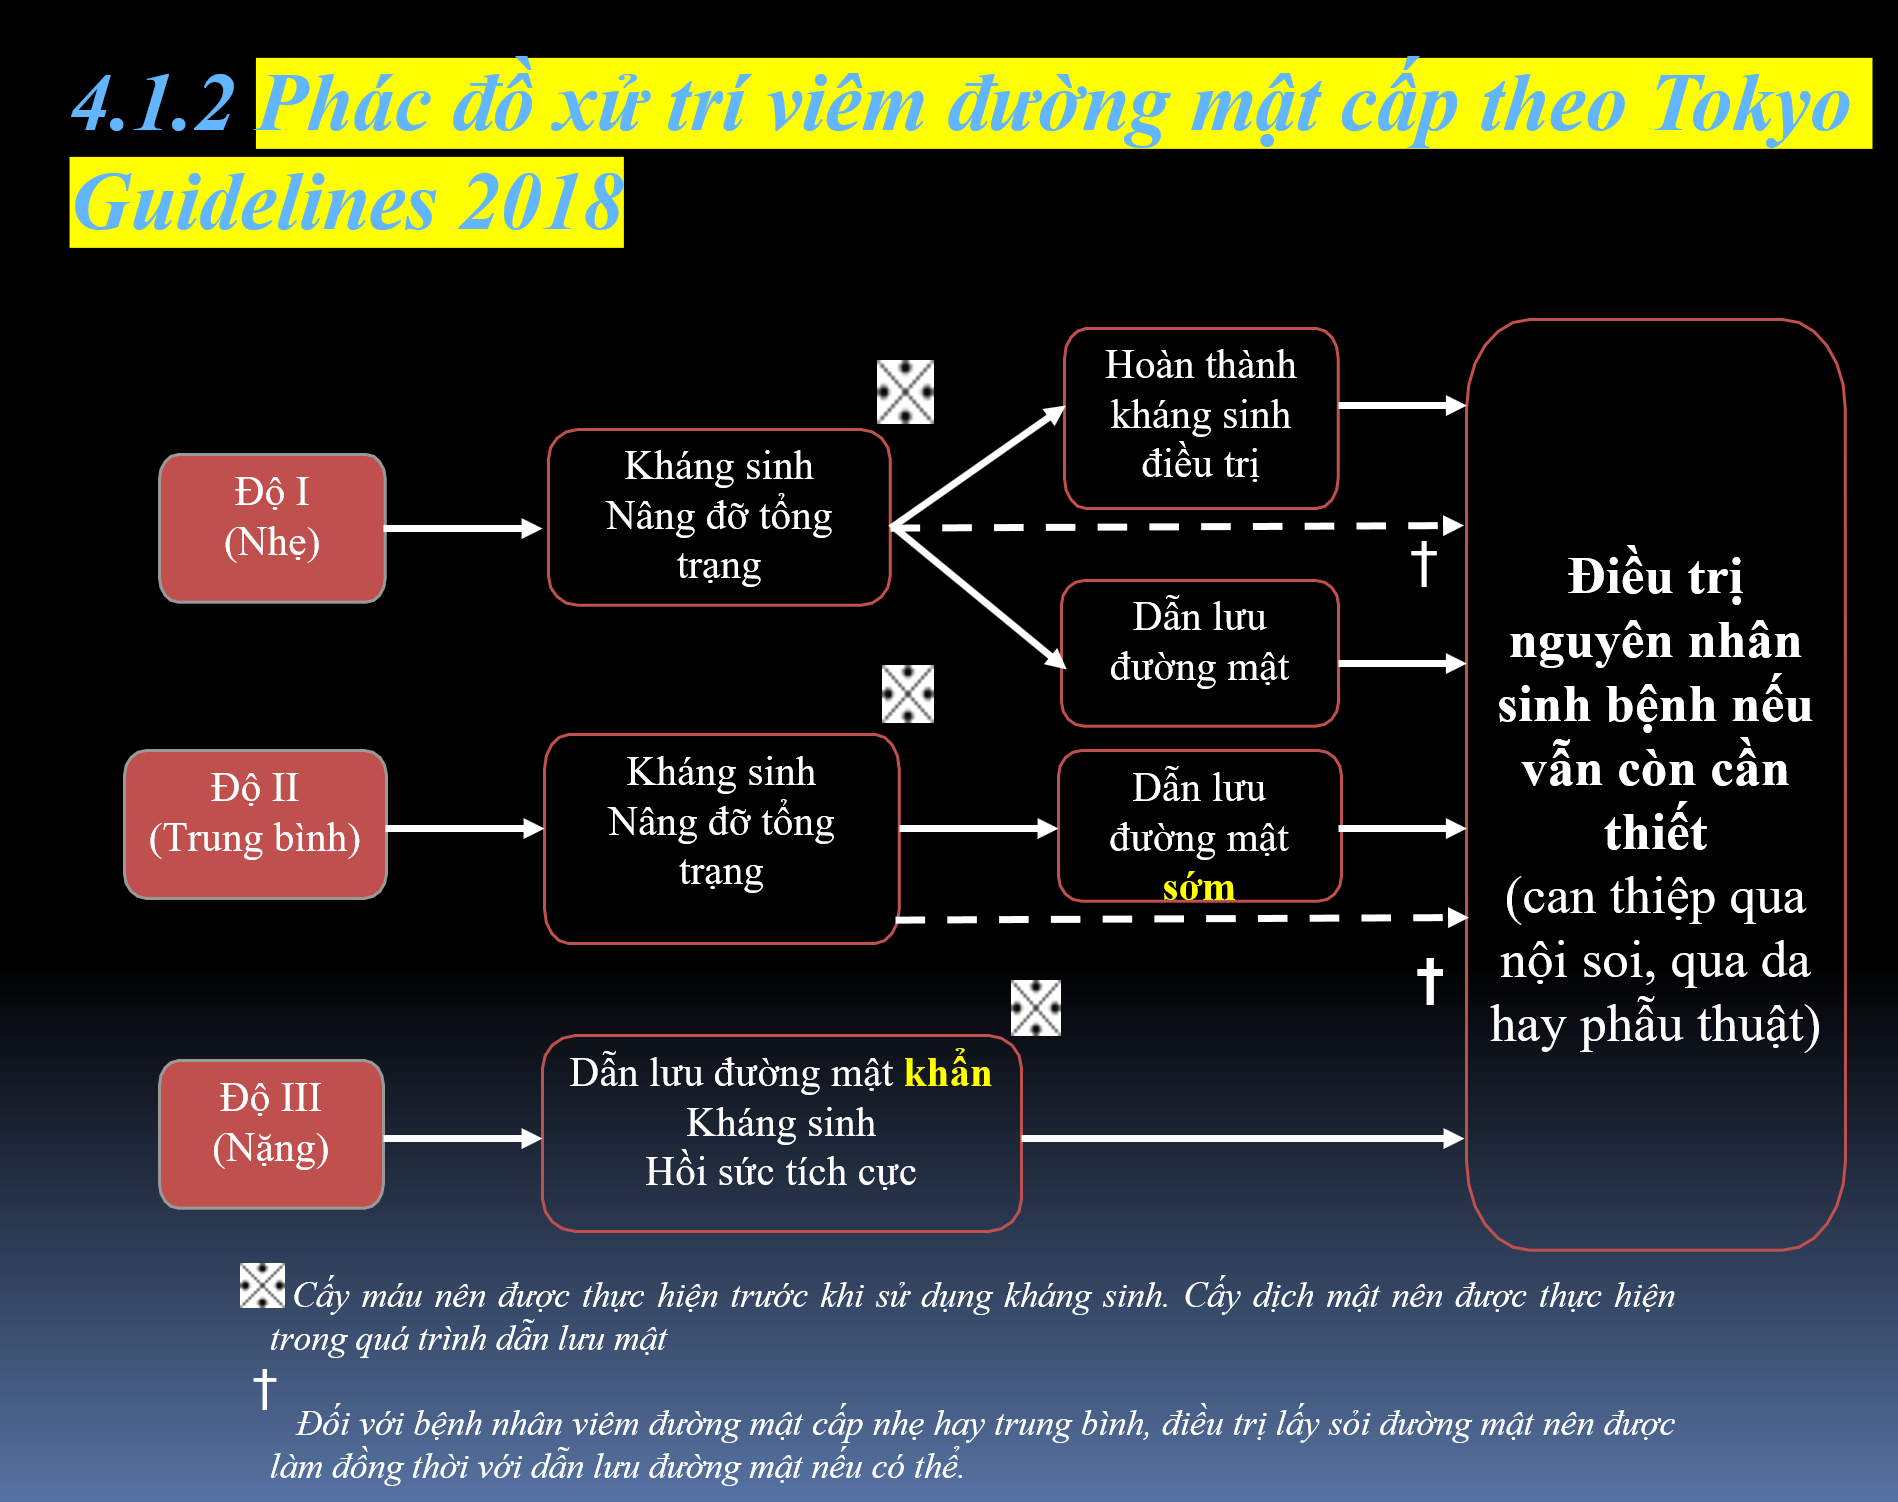 4.1.2 Phác đồ xử trí viêm đường mật cấp theo Tokyo
Guidelines 2018
Độ I
(Nhẹ)
Kháng sinh
Nâng đỡ tổng
trạng
※
Hoàn thành
kháng sinh
điều trị
†
Dẫn lưu
đường mật
Độ II
(Trung bình)
Kháng sinh
Nâng đỡ tổng
trạng
※
Dẫn lưu
đường mật
sớm
†
Độ III
(Nặng)
Dẫn lưu đường mật khẩn
Kháng sinh
Hồi sức tích cực
※
Điều trị
nguyên nhân
sinh bệnh nếu
vẫn còn cần
thiết
(can thiệp qua
nội soi, qua da
hay phẫu thuật)
※ Cấy máu nên được thực hiện trước khi sử dụng kháng sinh. Cấy dịch mật nên được thực hiện
trong quá trình dẫn lưu mật
†
Đối với bệnh nhân viêm đường mật cấp nhẹ hay trung bình, điều trị lấy sỏi đường mật nên được
làm đồng thời với dẫn lưu đường mật nếu có thể.